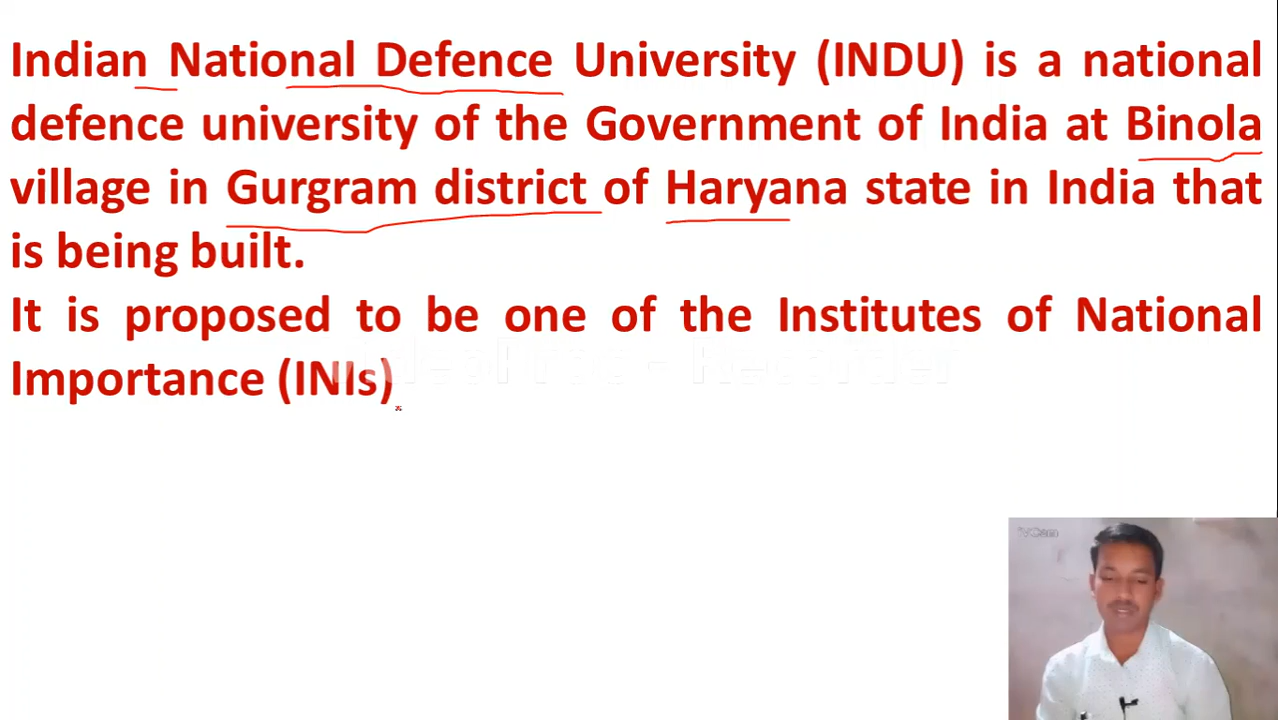 Indian National Defence University (INDU) is a national
defence university of the Government of India at Binola
village in Gurgram district of Haryana state in India that
is being built.
It is proposed to be one of the Institutes of National
Importance (INIs)
iVCam